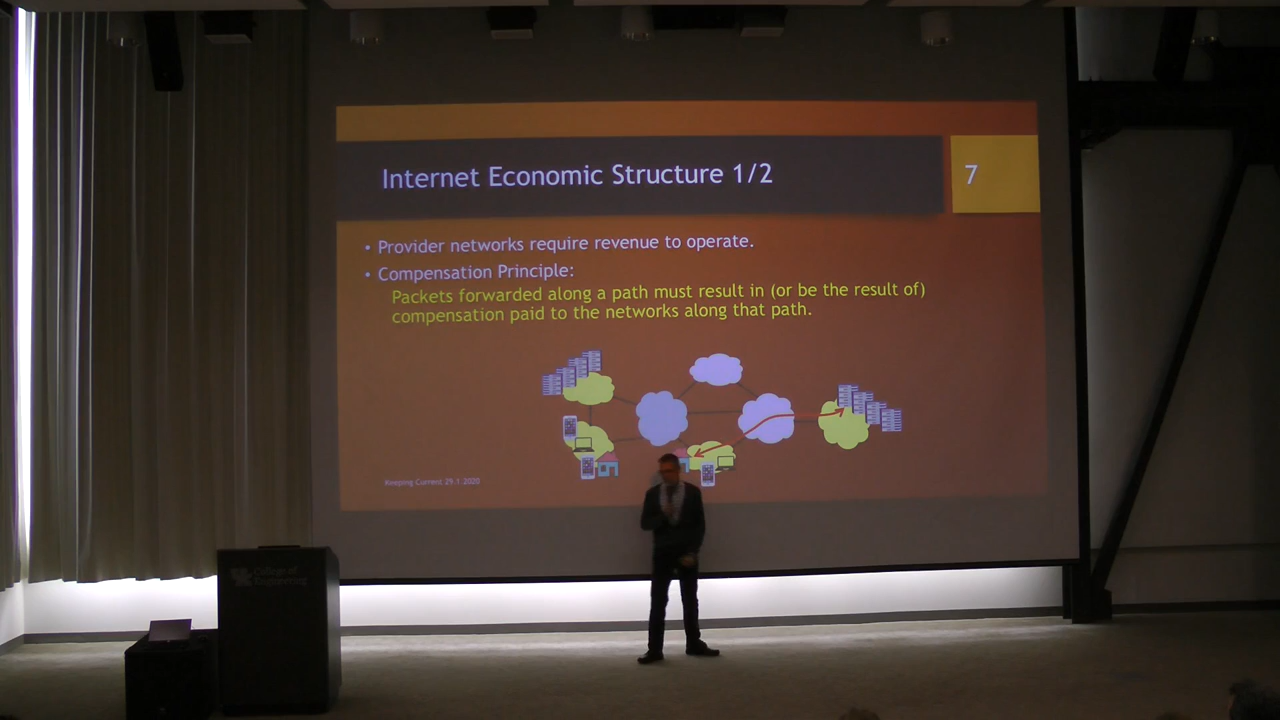 Internet Economic Structure 1/2
7
• Provider networks require revenue to operate.
• Compensation Principle:
Packets forwarded along a path must result in (or be the result of)
compensation paid to the networks along that path.
Keeping Current 29.1.2020
College of
Engineering